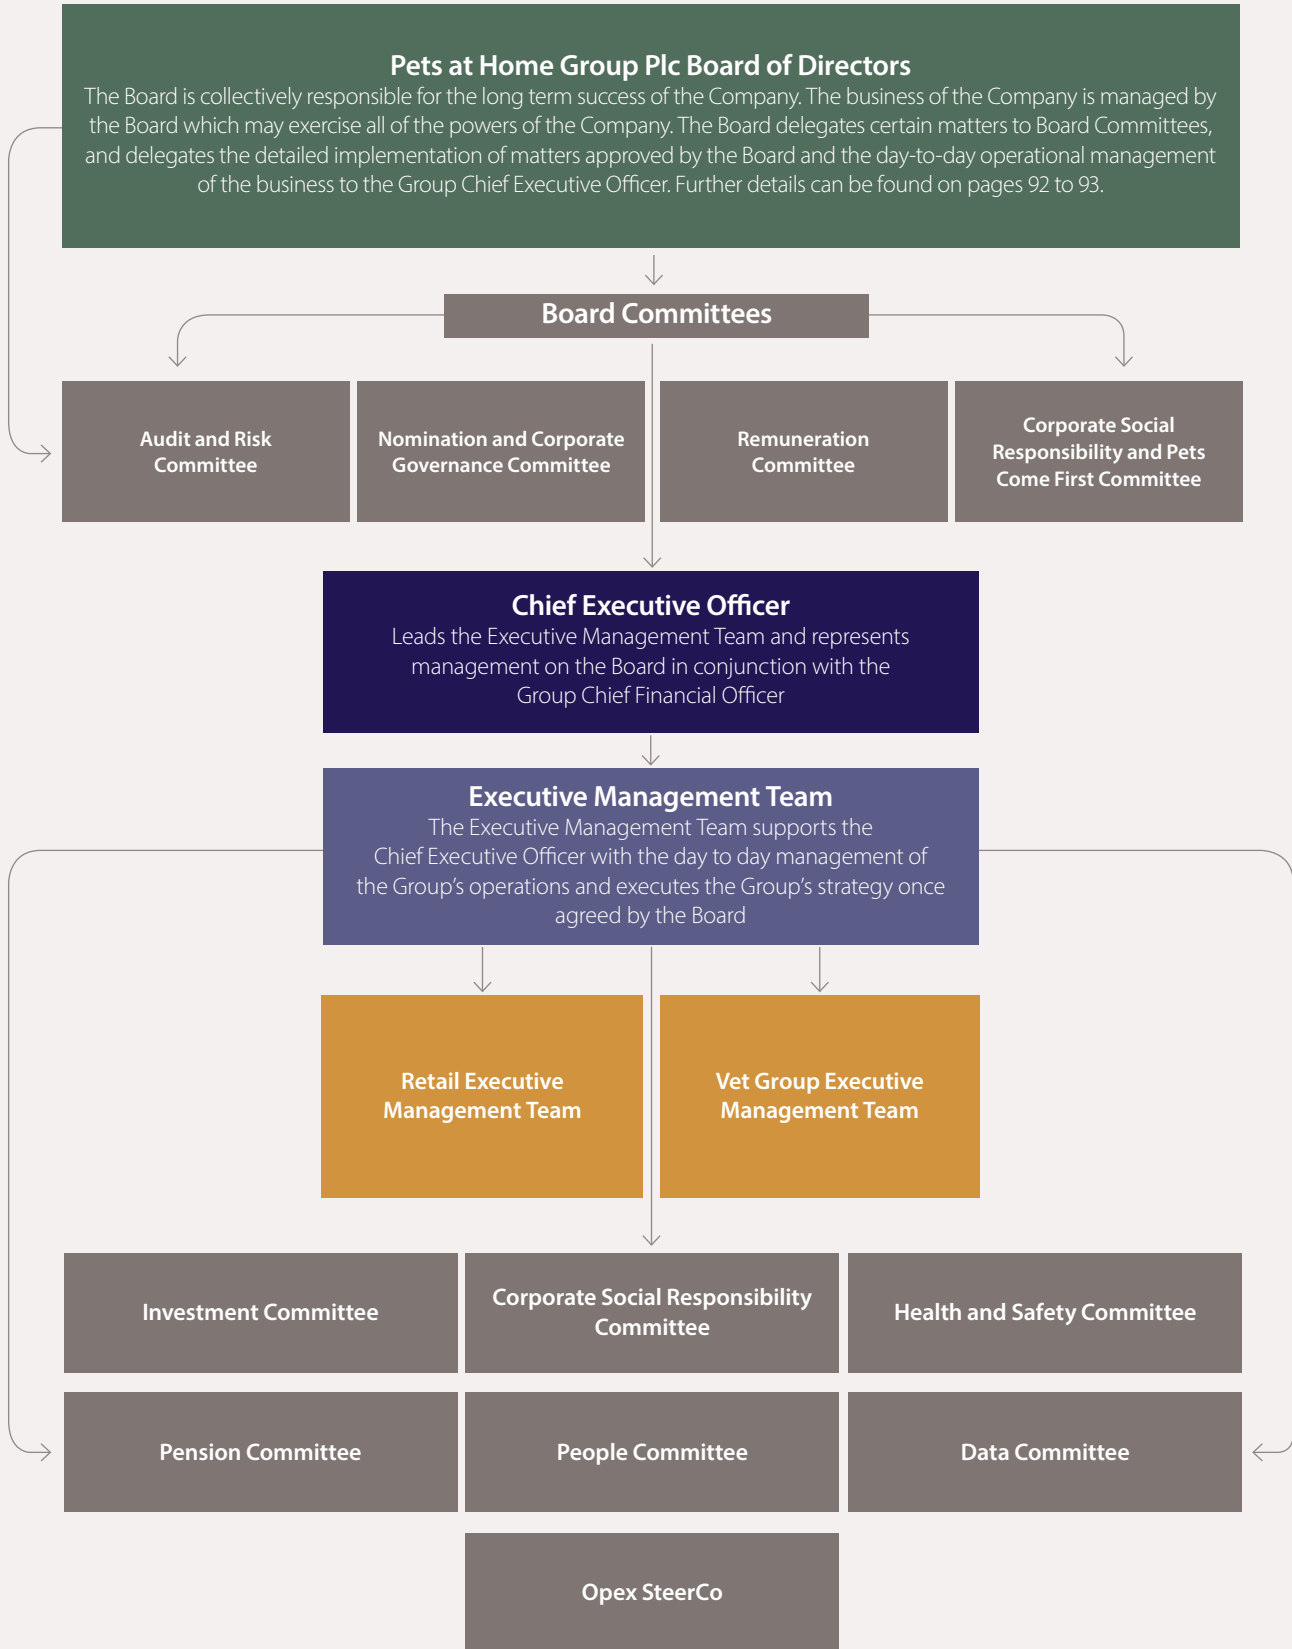 Pets at Home Group Plc Board of Directors
The Board is collectively responsible for the long term success of the Company. The business of the Company is managed by
the Board which may exercise all of the powers of the Company. The Board delegates certain matters to Board Committees,
and delegates the detailed implementation of matters approved by the Board and the day-to-day operational management
of the business to the Group Chief Executive Officer. Further details can be found on pages 92 to 93.
Board Committees
Audit and Risk
Committee
Nomination and Corporate
Governance Committee
Remuneration
Committee
Corporate Social
Responsibility and Pets
Come First Committee
Chief Executive Officer
Leads the Executive Management Team and represents
management on the Board in conjunction with the
Group Chief Financial Officer
Executive Management Team
The Executive Management Team supports the
Chief Executive Officer with the day to day management of
the Group’s operations and executes the Group’s strategy once
agreed by the Board
Retail Executive
Management Team
Vet Group Executive
Management Team
Investment Committee
Corporate Social Responsibility
Committee
Health and Safety Committee
Pension Committee
People Committee
Data Committee
Opex SteerCo